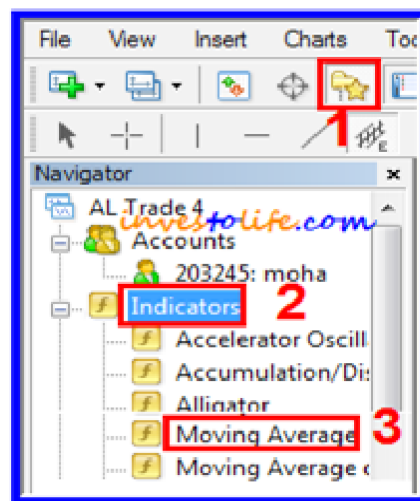 File View Insert Charts
1
E
Navigator
AL Trade 4
investolife.com
Accounts
203245: moha
Indicators 2
Accelerator Oscill
Accumulation/Di
Alligator
Moving Average 3
Moving Average